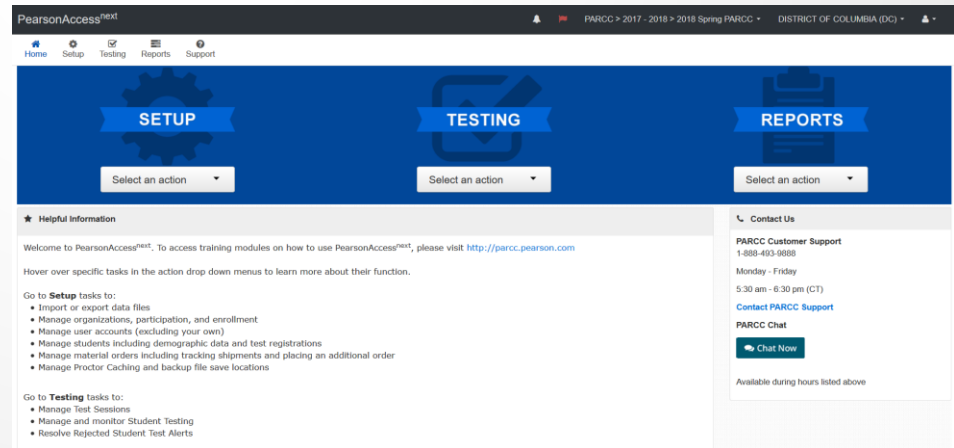 PearsonAccessnext
PARCC > 2017 - 2018 > 2018 Spring PARCC
DISTRICT OF COLUMBIA (DC)
Home
Setup
Testing
Reports
Support
SETUP
TESTING
REPORTS
Select an action
Select an action
Select an action
Helpful Information
Welcome to PearsonAccessnext. To access training modules on how to use PearsonAccessnext, please visit http://parcc.pearson.com
Hover over specific tasks in the action drop down menus to learn more about their function.
Go to Setup tasks to:
• Import or export data files
• Manage organizations, participation, and enrollment
• Manage user accounts (excluding your own)
• Manage students including demographic data and test registrations
• Manage material orders including tracking shipments and placing an additional order
• Manage Proctor Caching and backup file save locations
Go to Testing tasks to:
• Manage Test Sessions
• Manage and monitor Student Testing
• Resolve Rejected Student Test Alerts
Contact Us
PARCC Customer Support
1-888-493-9888
Monday - Friday
5:30 am - 6:30 pm (CT)
Contact PARCC Support
PARCC Chat
Chat Now
Available during hours listed above